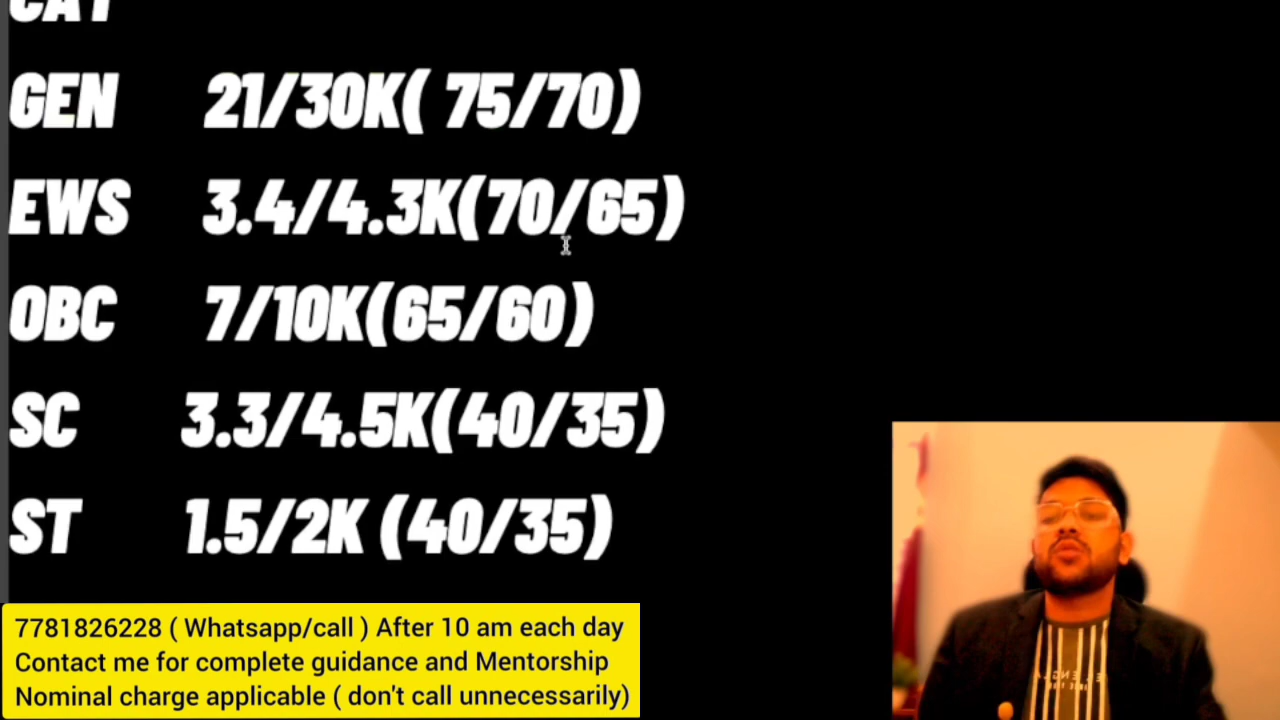 CAT
GEN 21/30K( 75/70)
EWS 3.4/4.3K(70/65)
OBC 7/10K(65/60)
SC 3.3/4.5K(40/35)
ST 1.5/2K (40/35)
7781826228 ( Whatsapp/call ) After 10 am each day
Contact me for complete guidance and Mentorship
Nominal charge applicable ( don't call unnecessarily)